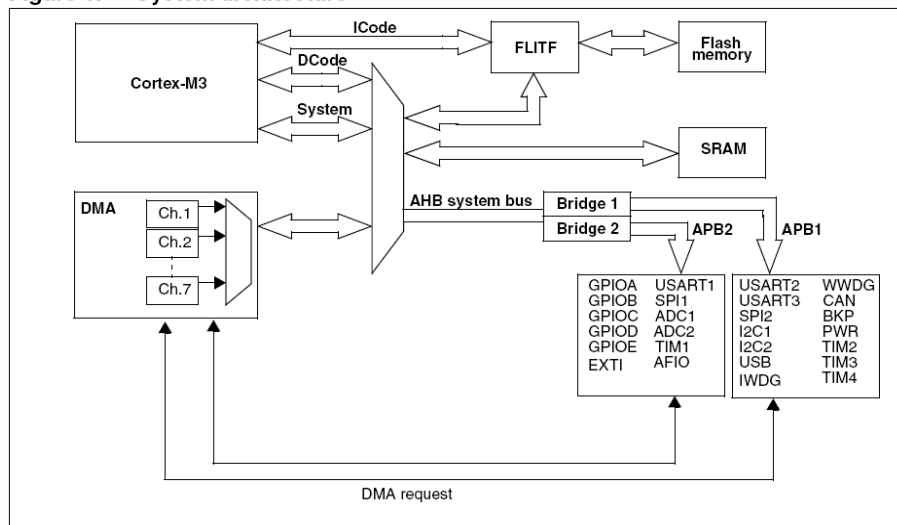 ICode
FLITF
Flash
memory
DCode
Cortex-M3
System
SRAM
DMA
Ch.1
Ch.2
Ch.7
AHB system bus
Bridge 1
Bridge 2
APB2
APB1
GPIOA USART1
GPIOB SPI1
GPIOC ADC1
GPIOD ADC2
GPIOE TIM1
EXTI AFIO
USART2 WWDG
USART3 CAN
SPI2 BKP
I2C1 PWR
I2C2 TIM2
USB TIM3
IWDG TIM4
DMA request